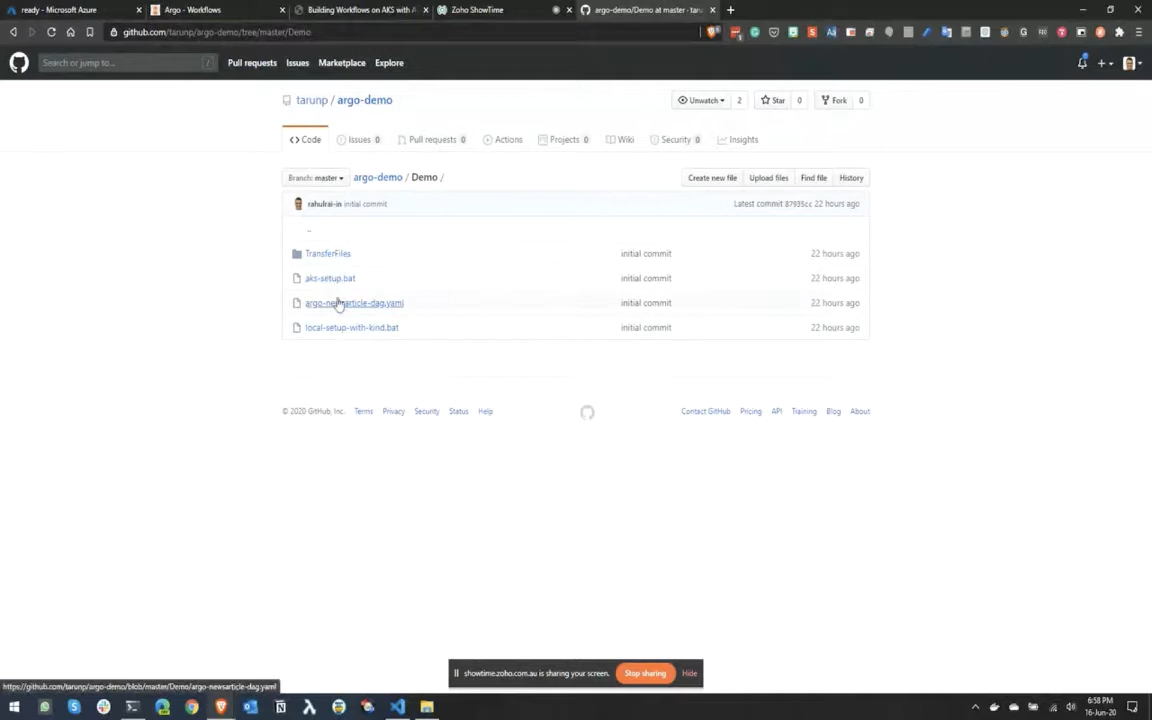 ready - Microsoft Azure
Argo - Workflows
Building Workflows on AKS with A
Zoho ShowTime
argo-demo/Demo at master · taru
github.com/tarunp/argo-demo/tree/master/Demo
Search or jump to...
/
Pull requests
Issues
Marketplace
Explore
tarunp / argo-demo
Unwatch
2
Star
0
Fork
0
Code
Issues 0
Pull requests 0
Actions
Projects 0
Wiki
Security 0
Insights
Branch: master
argo-demo / Demo /
Create new file
Upload files
Find file
History
rahulrai-in initial commit
Latest commit 87935cc 22 hours ago
..
TransferFiles
initial commit
22 hours ago
aks-setup.bat
initial commit
22 hours ago
argo-newsarticle-dag.yaml
initial commit
22 hours ago
local-setup-with-kind.bat
initial commit
22 hours ago
© 2020 GitHub, Inc.
Terms
Privacy
Security
Status
Help
Contact GitHub
Pricing
API
Training
Blog
About
showtime.zoho.com.au is sharing your screen.
Stop sharing
Hide
https://github.com/tarunp/argo-demo/blob/master/Demo/argo-newsarticle-dag.yaml
6:58 PM
16-Jun-20